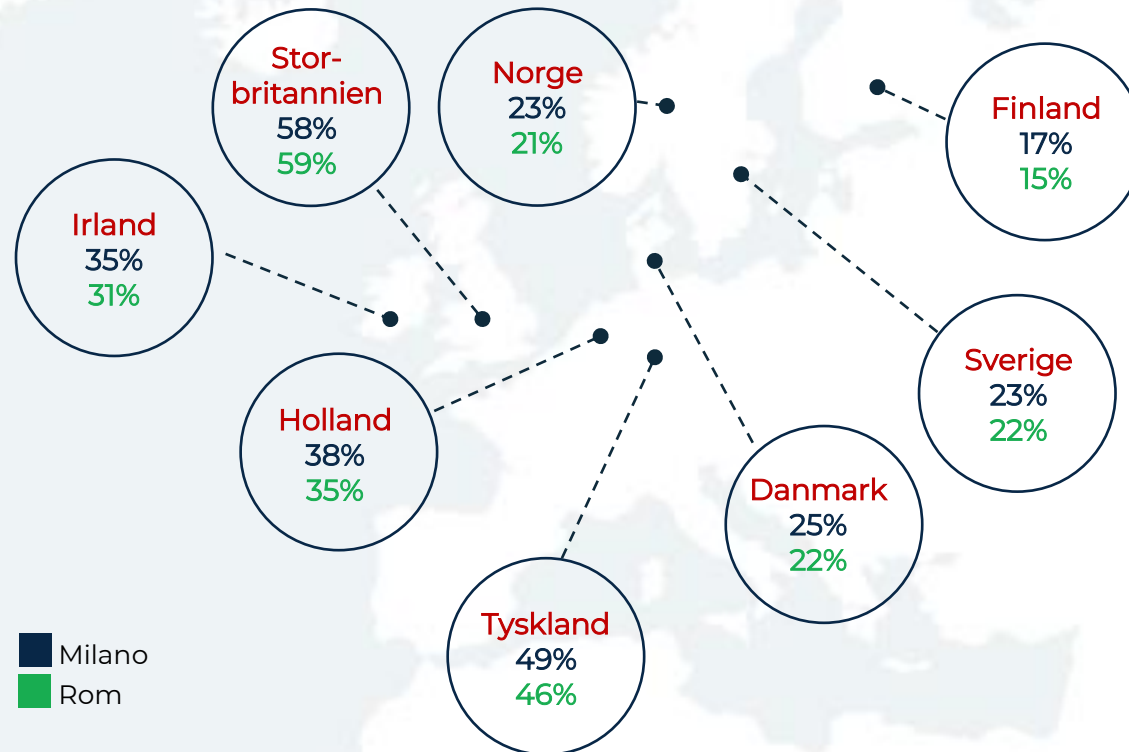 Stor-
britannien
58%
59%
Norge
23%
21%
Finland
17%
15%
Irland
35%
31%
Sverige
23%
22%
Holland
38%
35%
Danmark
25%
22%
Tyskland
49%
46%
Milano
Rom